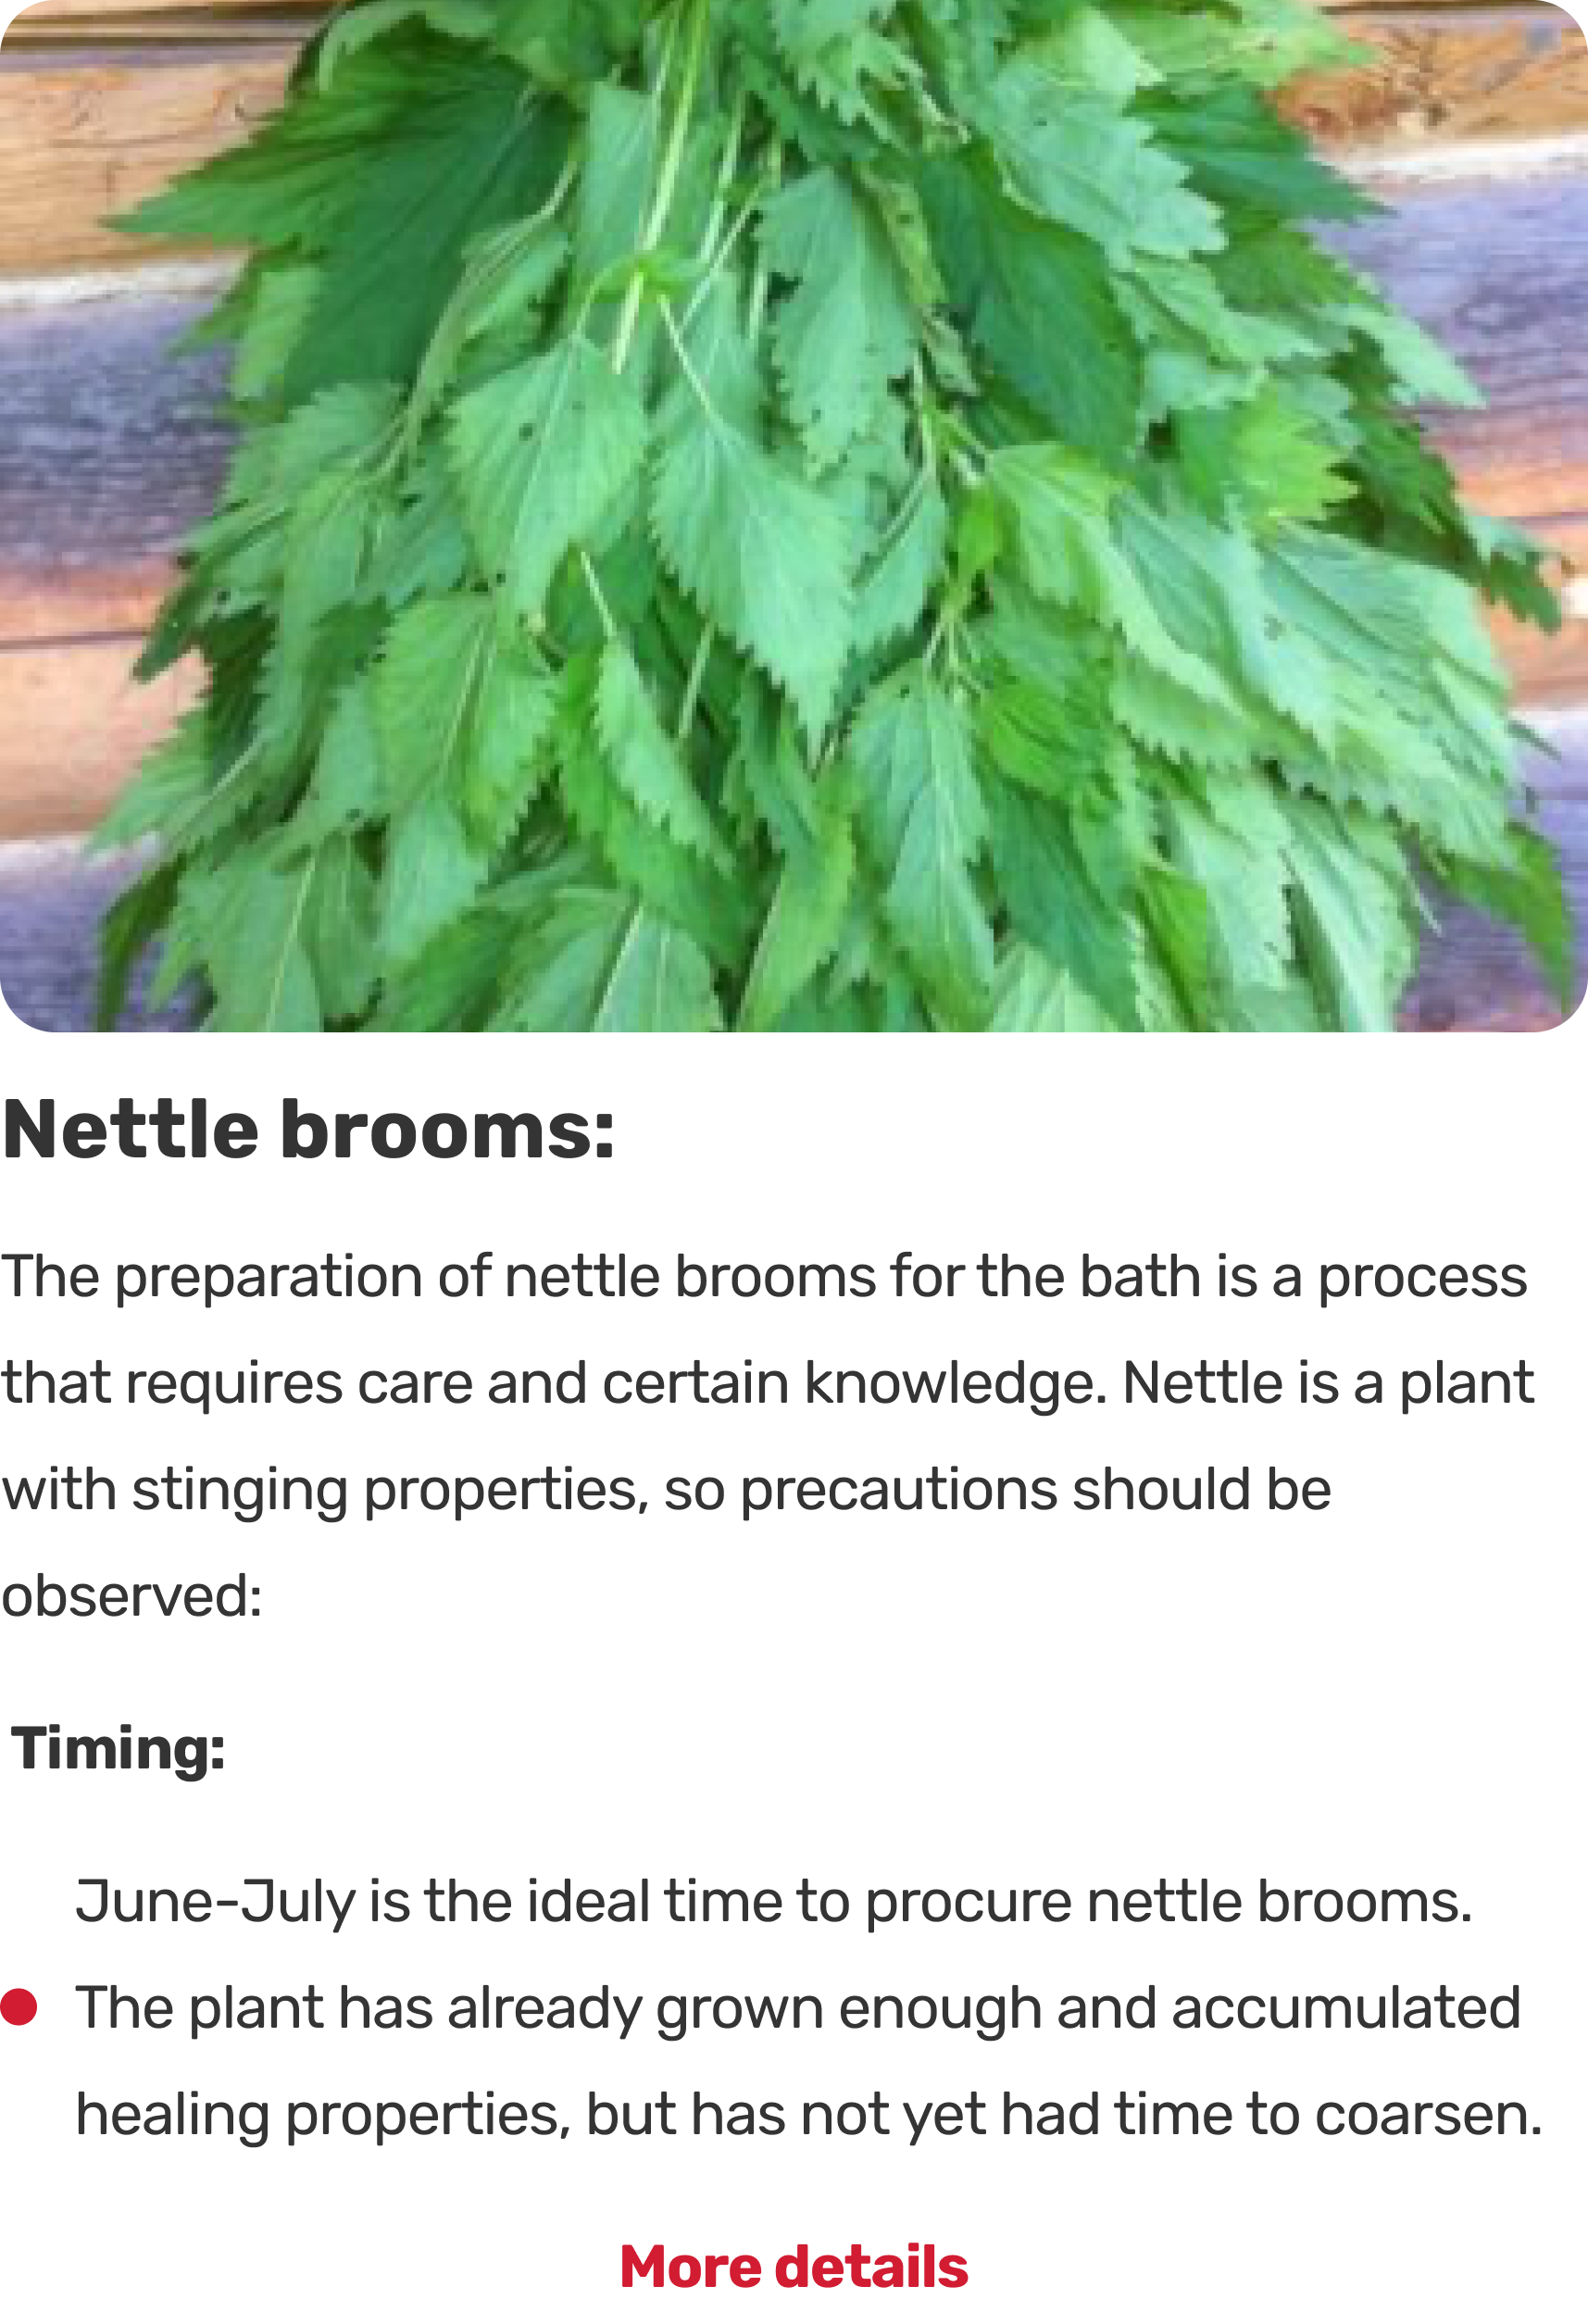 Nettle brooms:
The preparation of nettle brooms for the bath is a process
that requires care and certain knowledge. Nettle is a plant
with stinging properties, so precautions should be
observed:
Timing:
June-July is the ideal time to procure nettle brooms.
The plant has already grown enough and accumulated
healing properties, but has not yet had time to coarsen.
More details